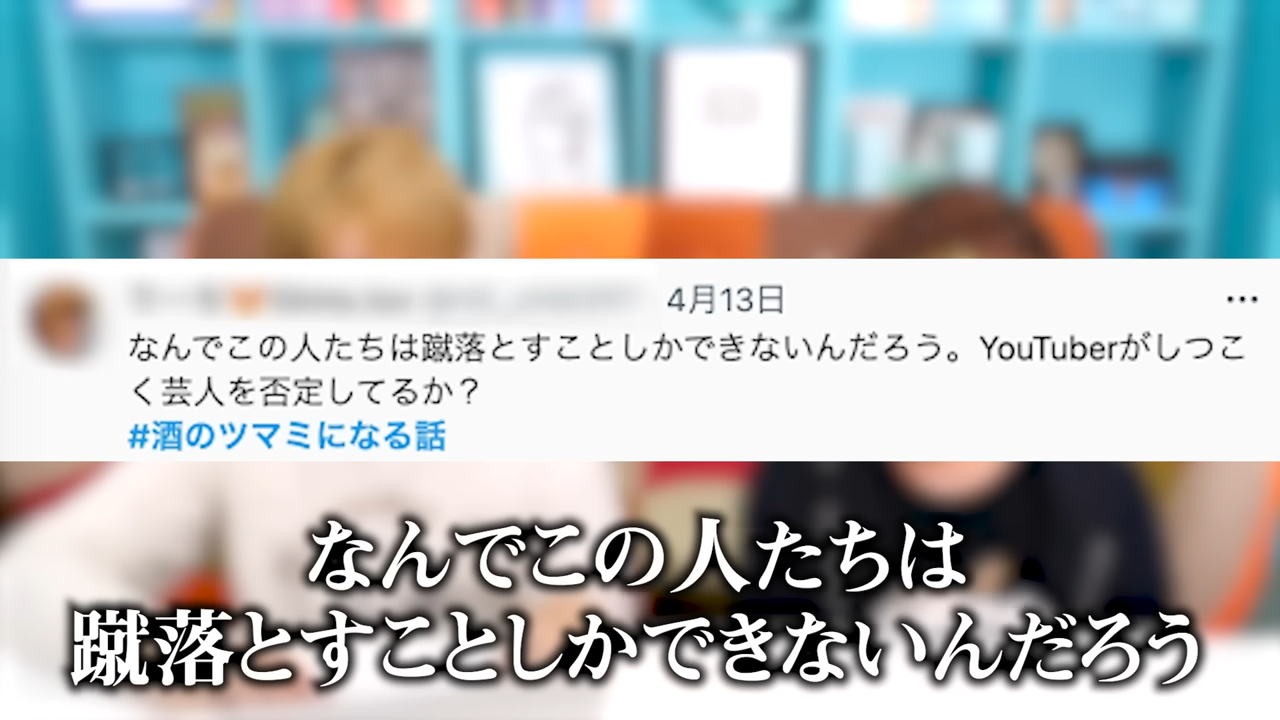 4月13日
なんでこの人たちは蹴落とすことしかできないんだろう。YouTuberがしつこ
く芸人を否定してるか？
#酒のツマミになる話
なんでこの人たちは
蹴落とすことしかできないんだろう